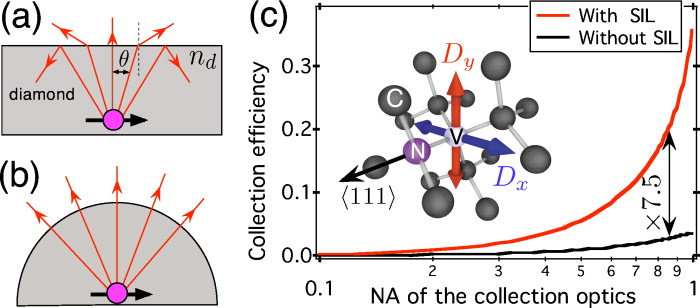 (a)
θ
n_d
diamond
(b)
(c)
With SIL
Without SIL
Collection efficiency
0.3
0.2
0.1
0.0
D_y
C
V
N
D_x
⟨111⟩
×7.5
0.1
2
3
4
5
6
7
8
9
1
NA of the collection optics